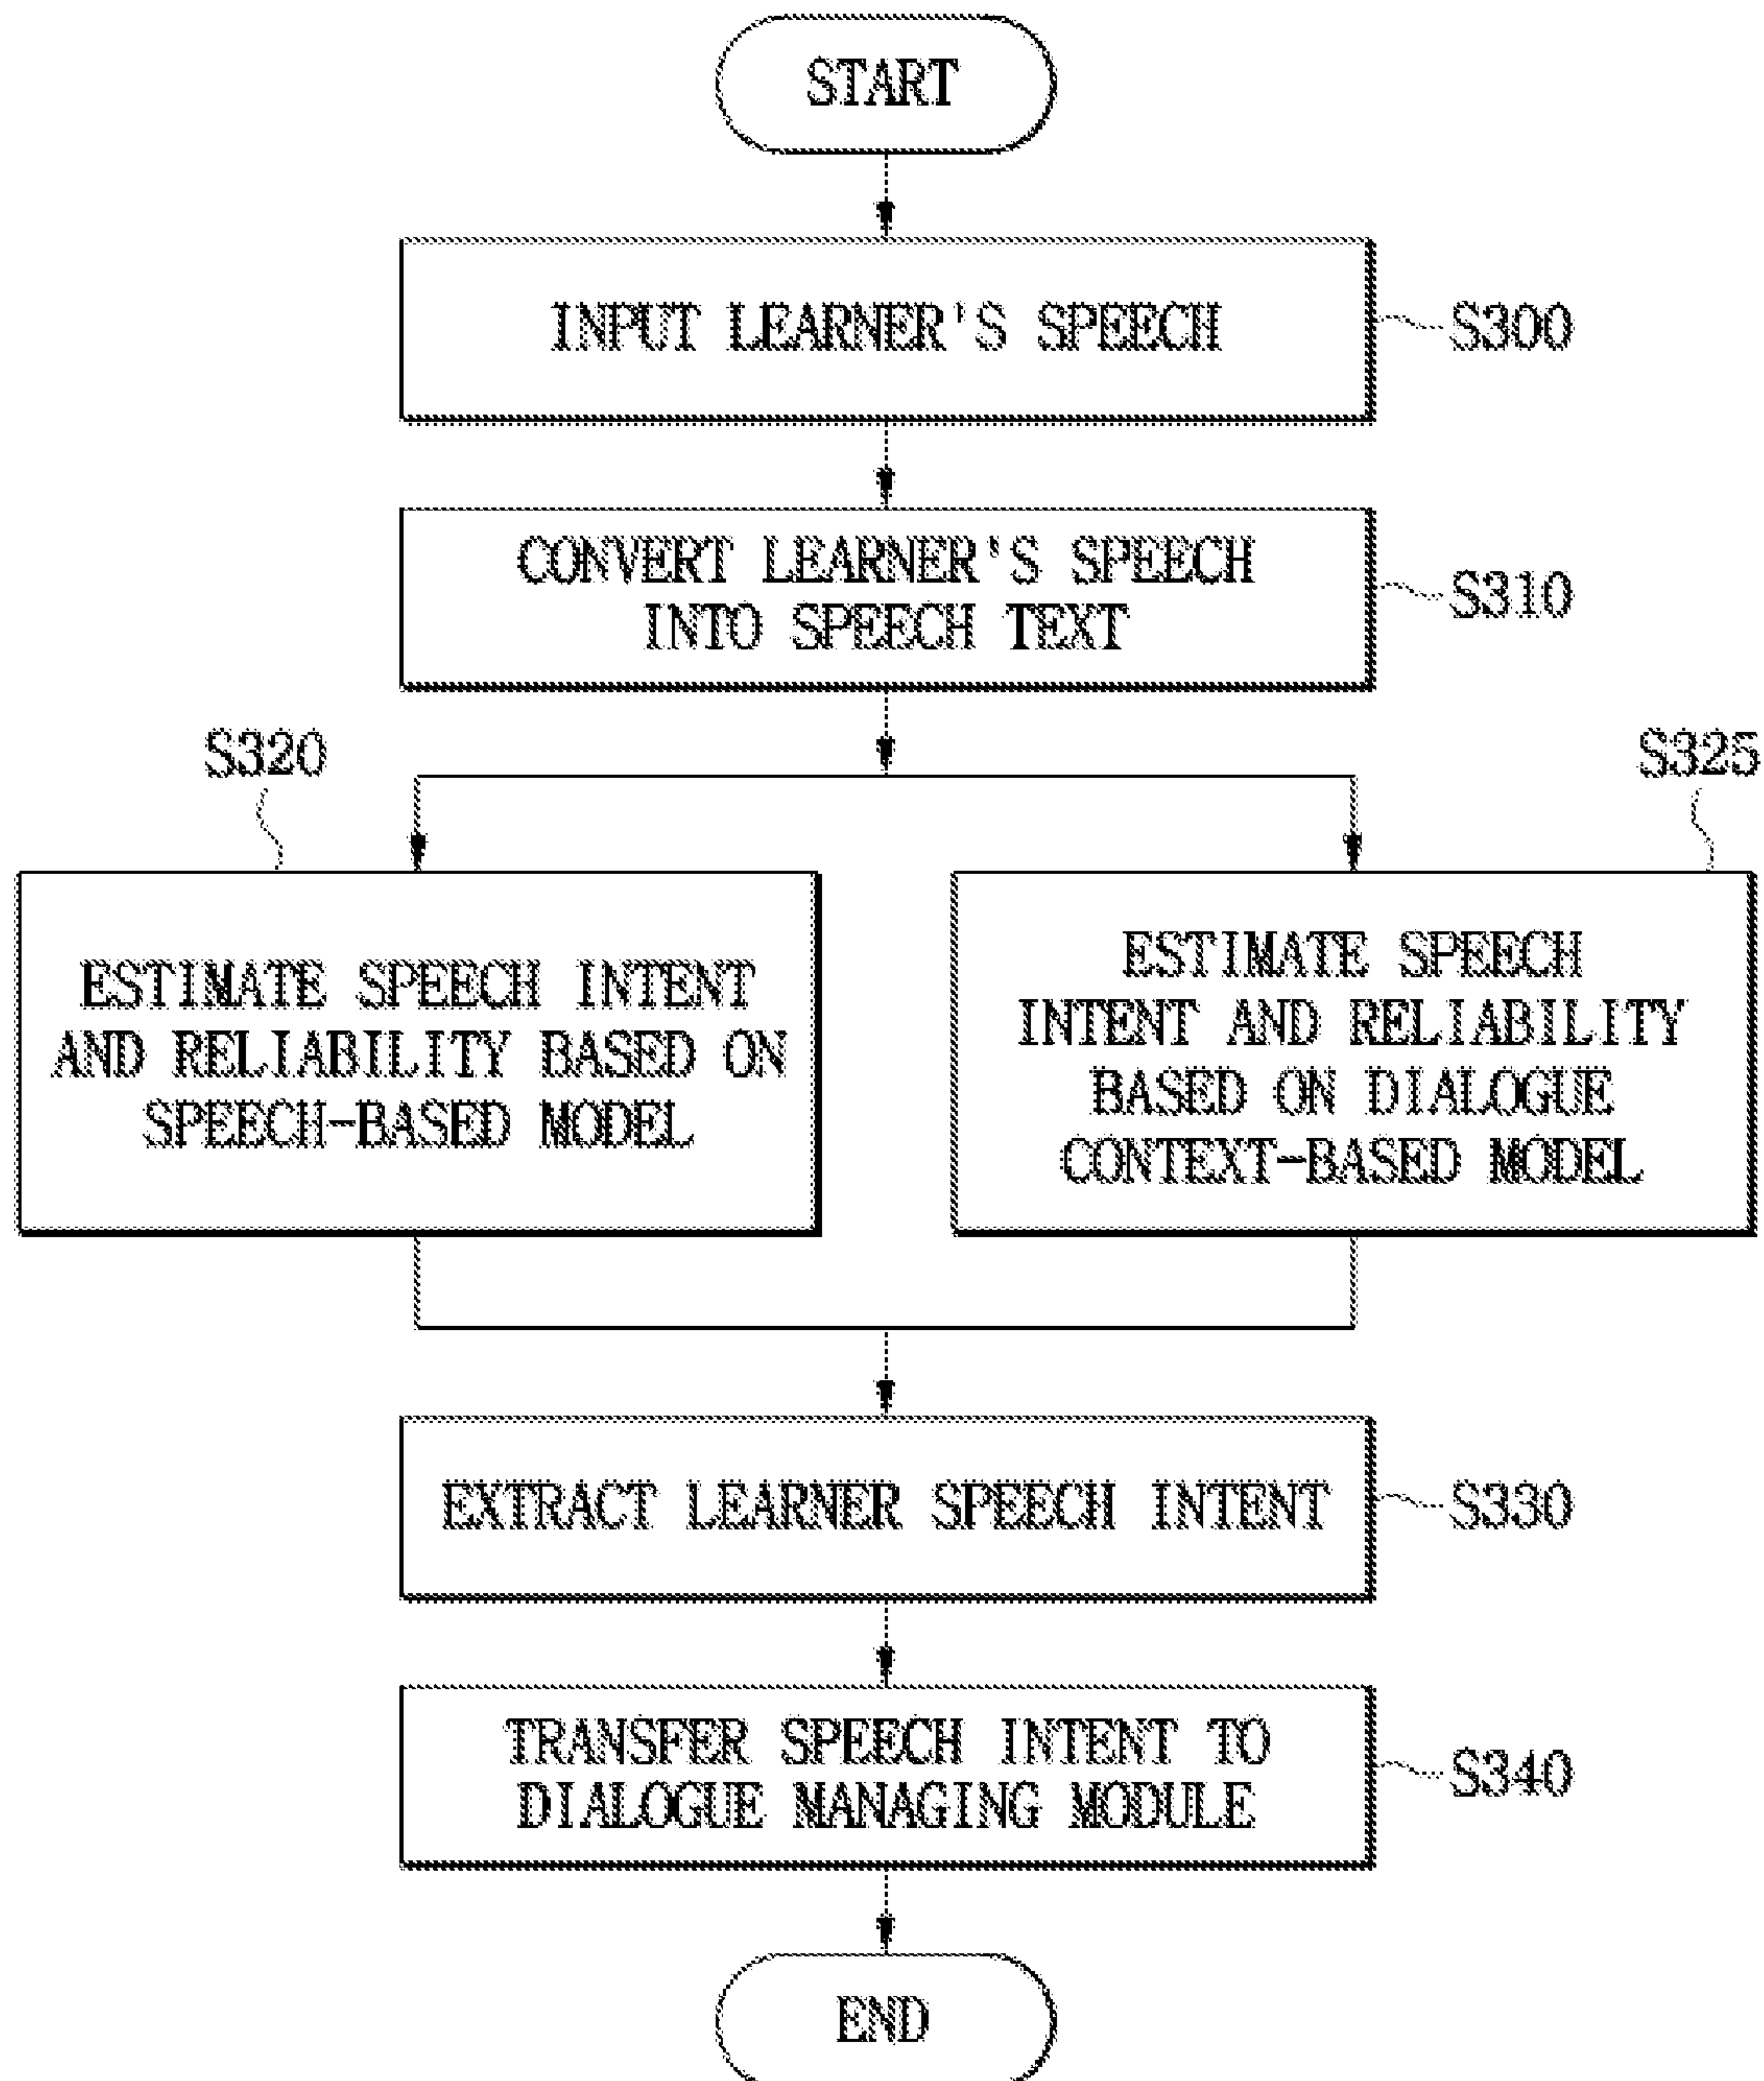 START
INPUT LEARNER'S SPEECH
S300
CONVERT LEARNER'S SPEECH
INTO SPEECH TEXT
S310
S320
S325
ESTIMATE SPEECH INTENT
AND RELIABILITY BASED ON
SPEECH-BASED MODEL
ESTIMATE SPEECH
INTENT AND RELIABILITY
BASED ON DIALOGUE
CONTEXT-BASED MODEL
EXTRACT LEARNER SPEECH INTENT
S330
TRANSFER SPEECH INTENT TO
DIALOGUE MANAGING MODULE
S340
END